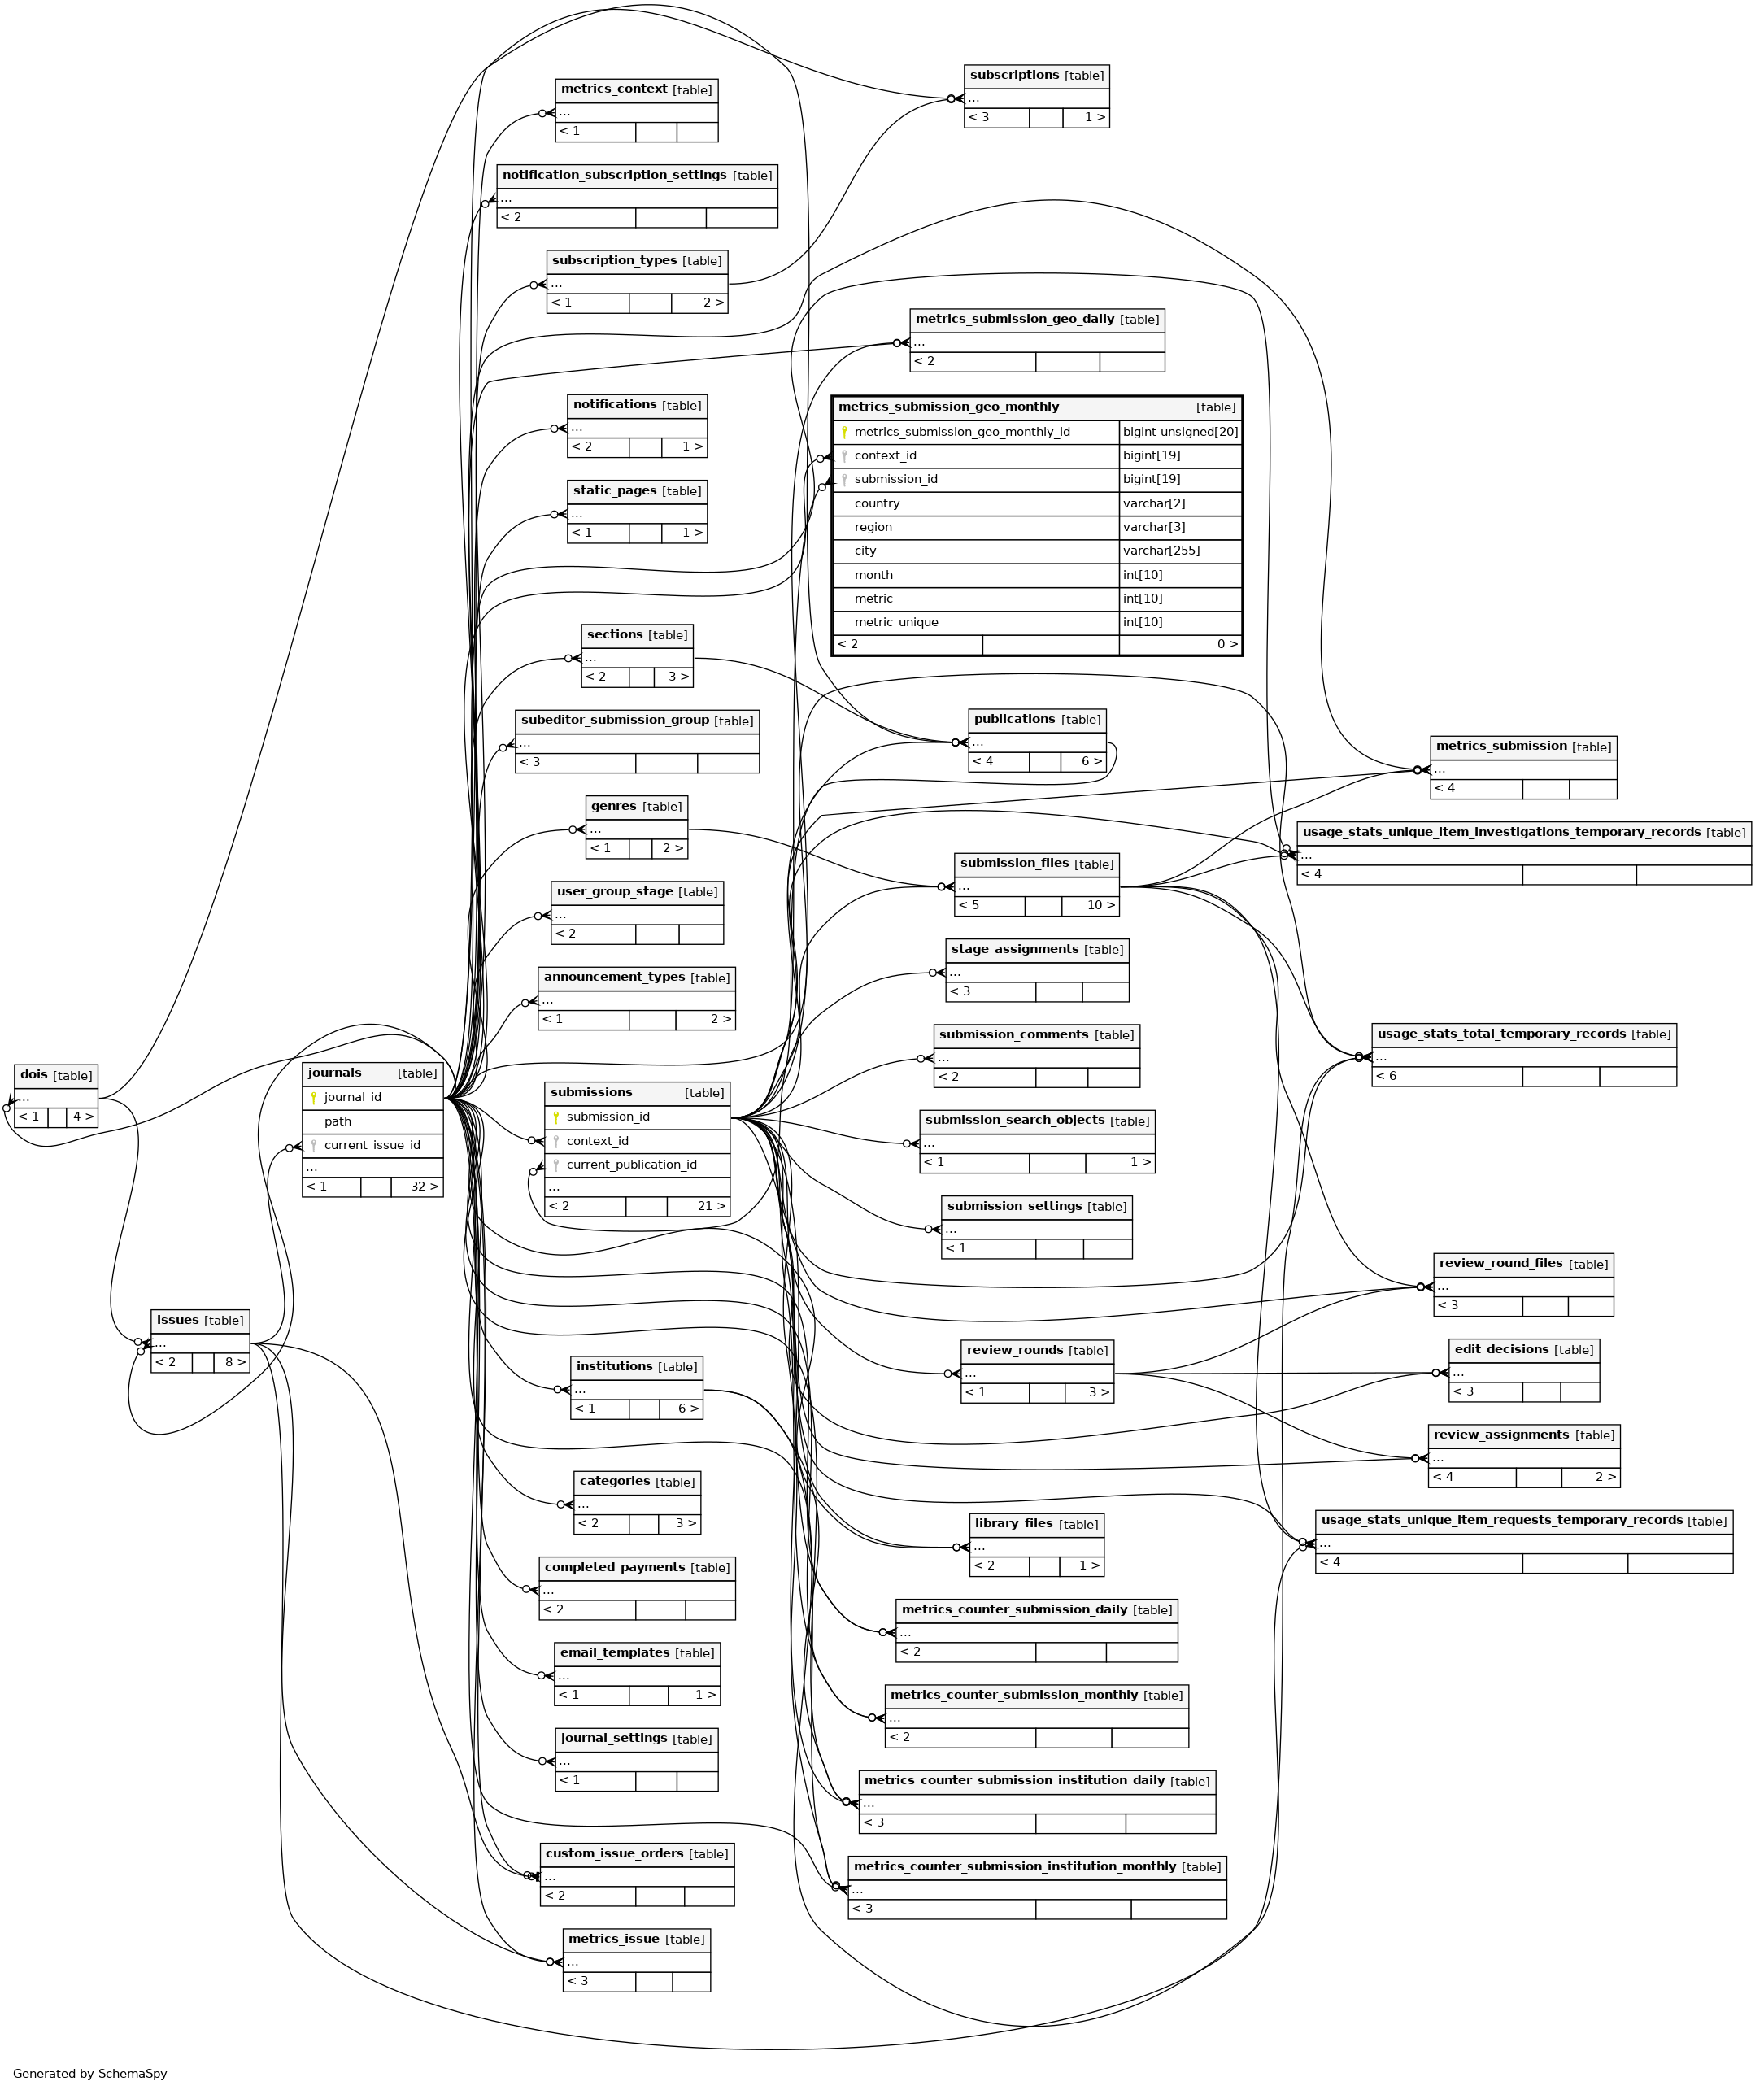 subscriptions [table]
...
< 3 1 >
metrics_context [table]
...
< 1
notification_subscription_settings [table]
...
< 2
subscription_types [table]
...
< 1 2 >
metrics_submission_geo_daily [table]
...
< 2
notifications [table]
...
< 2 1 >
metrics_submission_geo_monthly [table]
metrics_submission_geo_monthly_id bigint unsigned[20]
context_id bigint[19]
submission_id bigint[19]
country varchar[2]
region varchar[3]
city varchar[255]
month int[10]
metric int[10]
metric_unique int[10]
< 2 0 >
static_pages [table]
...
< 1 1 >
sections [table]
...
< 2 3 >
subeditor_submission_group [table]
...
< 3
publications [table]
...
< 4 6 >
metrics_submission [table]
...
< 4
genres [table]
...
< 1 2 >
usage_stats_unique_item_investigations_temporary_records [table]
...
< 4
submission_files [table]
...
< 5 10 >
user_group_stage [table]
...
< 2
stage_assignments [table]
...
< 3
announcement_types [table]
...
< 1 2 >
submission_comments [table]
...
< 2
usage_stats_total_temporary_records [table]
...
< 6
dois [table]
...
< 1 4 >
journals [table]
journal_id
path
current_issue_id
...
< 1 32 >
submissions [table]
submission_id
context_id
current_publication_id
...
< 2 21 >
submission_search_objects [table]
...
< 1 1 >
submission_settings [table]
...
< 1
review_round_files [table]
...
< 3
issues [table]
...
< 2 8 >
review_rounds [table]
...
< 1 3 >
edit_decisions [table]
...
< 3
institutions [table]
...
< 1 6 >
review_assignments [table]
...
< 4 2 >
categories [table]
...
< 2 3 >
library_files [table]
...
< 2 1 >
usage_stats_unique_item_requests_temporary_records [table]
...
< 4
completed_payments [table]
...
< 2
metrics_counter_submission_daily [table]
...
< 2
email_templates [table]
...
< 1 1 >
metrics_counter_submission_monthly [table]
...
< 2
journal_settings [table]
...
< 1
metrics_counter_submission_institution_daily [table]
...
< 3
custom_issue_orders [table]
...
< 2
metrics_counter_submission_institution_monthly [table]
...
< 3
metrics_issue [table]
...
< 3
Generated by SchemaSpy